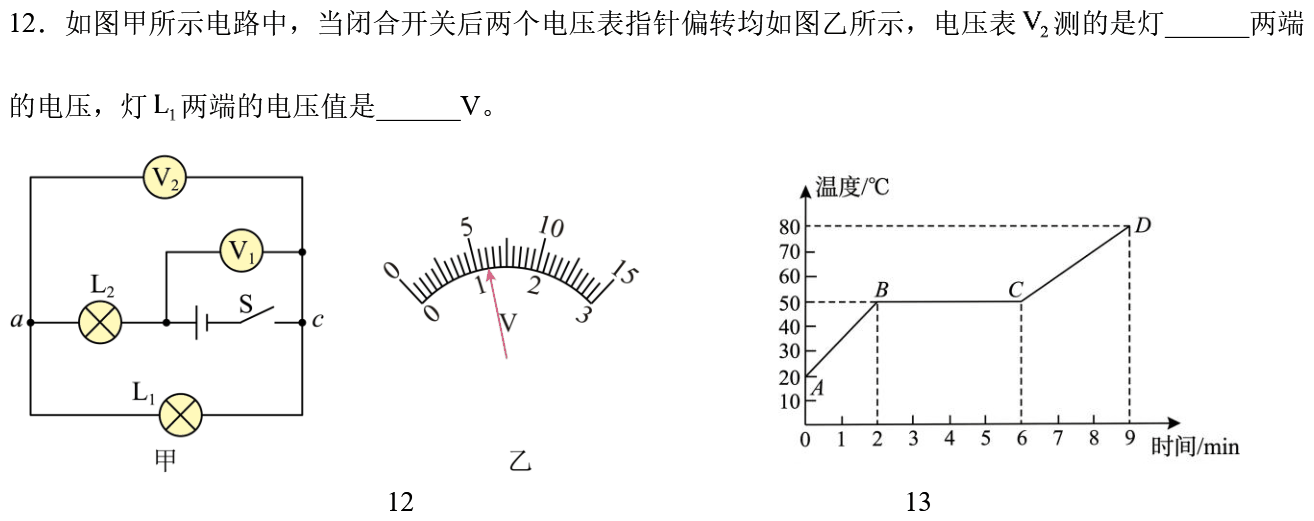 12．如图甲所示电路中，当闭合开关后两个电压表指针偏转均如图乙所示，电压表V₂测的是灯______两端
的电压，灯L₁两端的电压值是______V。
V₂
V₁
L₂
S
a
c
L₁
甲
0
5
10
15
0
1
2
3
V
乙
12
温度/℃
80
70
60
50
40
30
20
10
A
B
C
D
0 1 2 3 4 5 6 7 8 9
时间/min
13